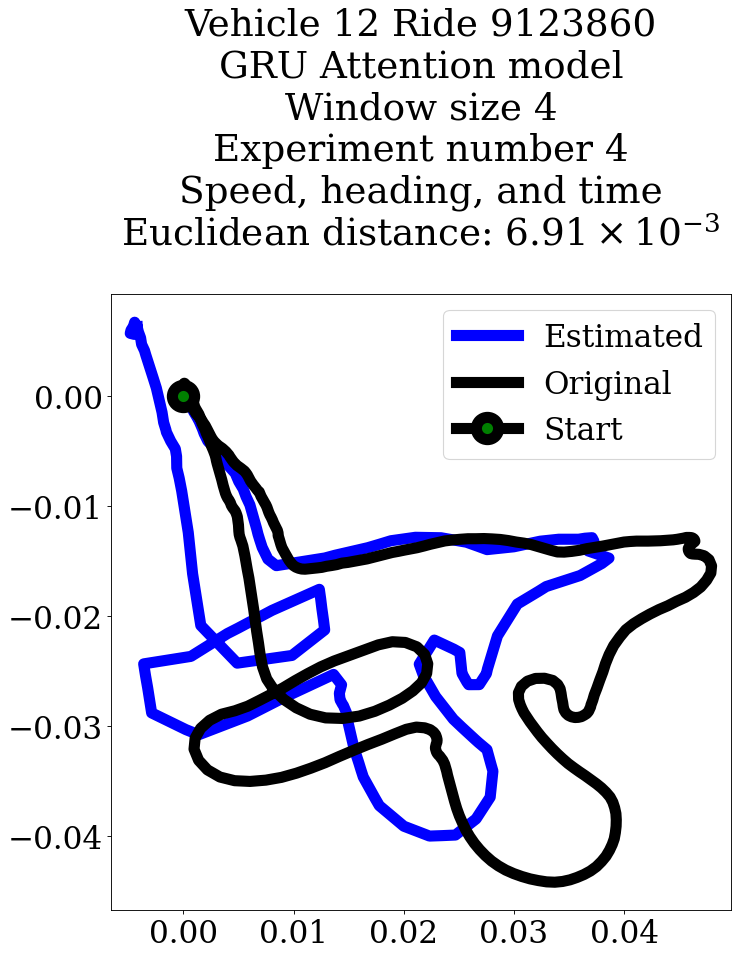 Vehicle 12 Ride 9123860
GRU Attention model
Window size 4
Experiment number 4
Speed, heading, and time
Euclidean distance: 6.91 × 10⁻³
Estimated
Original
Start
0.00
−0.01
−0.02
−0.03
−0.04
0.00 0.01 0.02 0.03 0.04